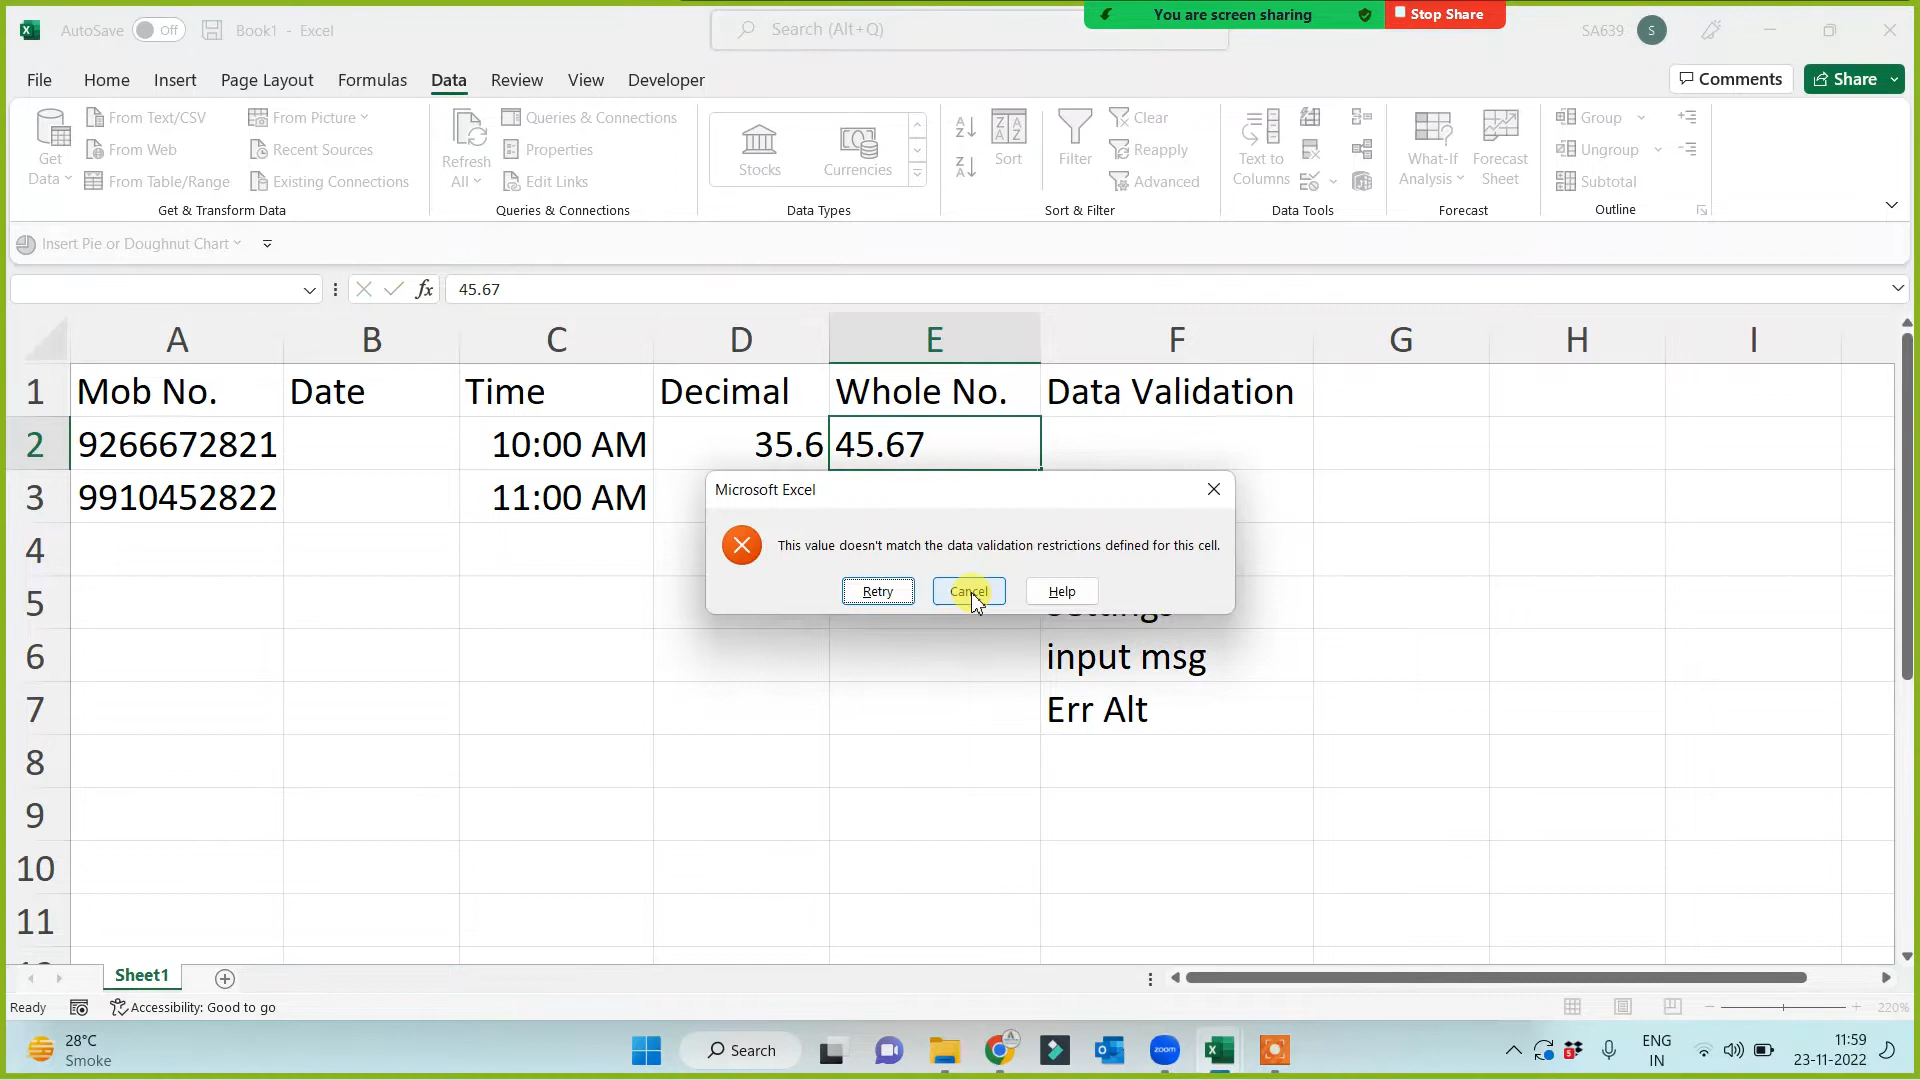 You are screen sharing
Stop Share
AutoSave Off Book1 - Excel Search (Alt+Q) SA639 S
File Home Insert Page Layout Formulas Data Review View Developer Comments Share
Get Data
From Text/CSV
From Web
From Table/Range
From Picture
Recent Sources
Existing Connections
Get & Transform Data
Refresh All
Queries & Connections
Properties
Edit Links
Queries & Connections
Stocks
Currencies
Data Types
Sort
Filter
Clear
Reapply
Advanced
Sort & Filter
Text to Columns
Data Tools
What-If Analysis
Forecast Sheet
Forecast
Group
Ungroup
Subtotal
Outline
Insert Pie or Doughnut Chart
fx 45.67
A B C D E F G H I
1 Mob No. Date Time Decimal Whole No. Data Validation
2 9266672821 10:00 AM 35.6 45.67
3 9910452822 11:00 AM
Microsoft Excel
This value doesn't match the data validation restrictions defined for this cell.
Retry Cancel Help
4
5
6 input msg
7 Err Alt
8
9
10
11
Sheet1
Ready Accessibility: Good to go 220%
28°C
Smoke
Search
zoom
ENG
IN
11:59
23-11-2022